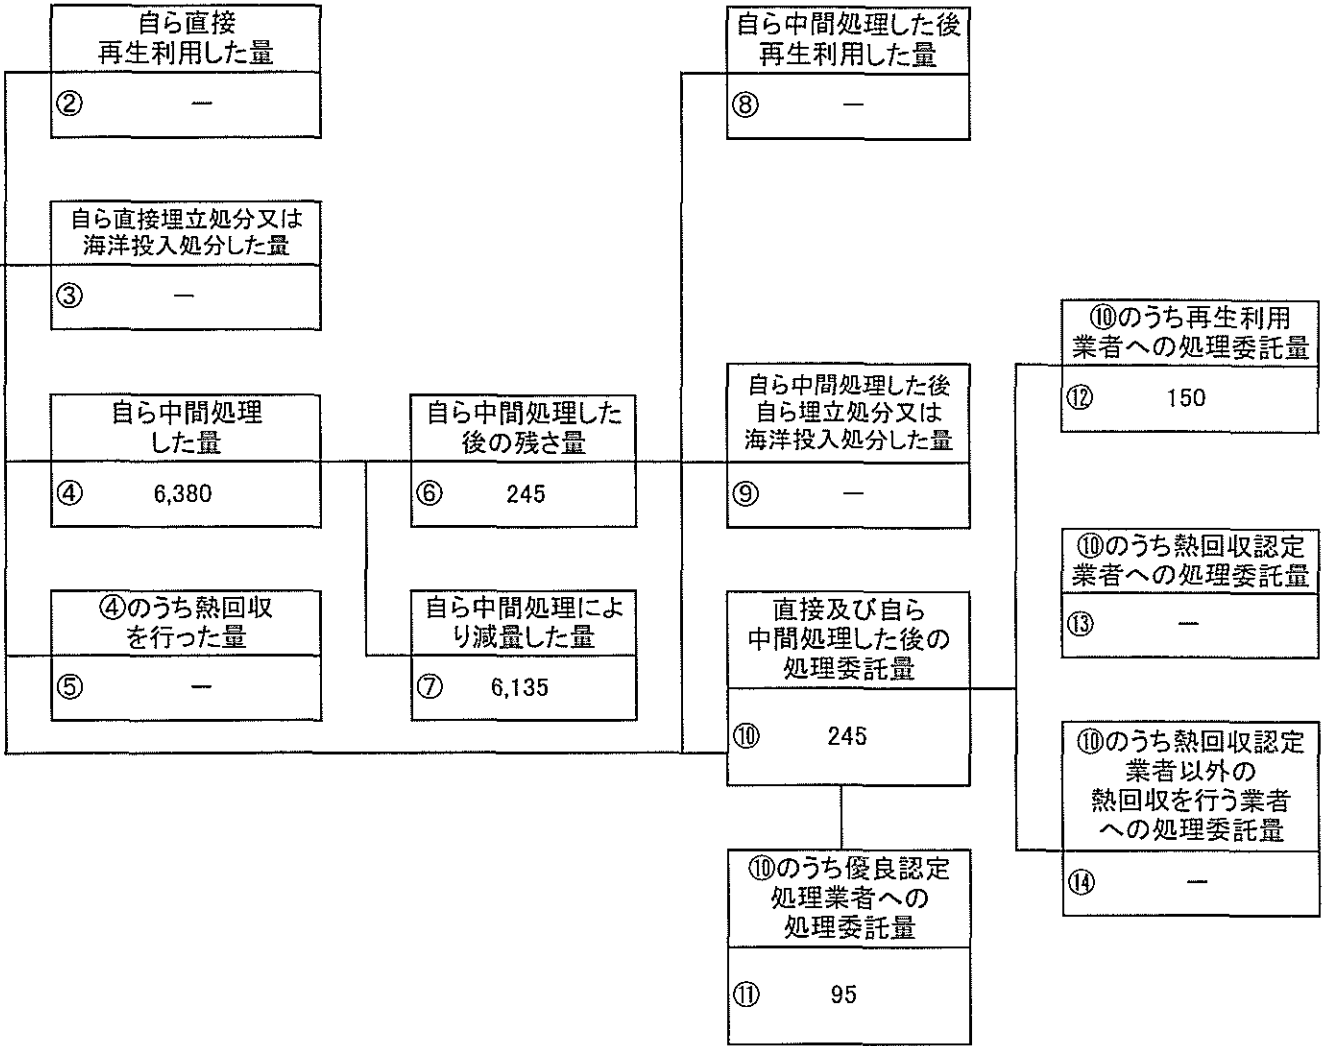 自ら直接
再生利用した量
② ー
自ら直接埋立処分又は
海洋投入処分した量
③ ー
自ら中間処理
した量
④ 6,380
④のうち熱回収
を行った量
⑤ ー
自ら中間処理した
後の残さ量
⑥ 245
自ら中間処理によ
り減量した量
⑦ 6,135
自ら中間処理した後
再生利用した量
⑧ ー
自ら中間処理した後
自ら埋立処分又は
海洋投入処分した量
⑨ ー
直接及び自ら
中間処理した後の
処理委託量
⑩ 245
⑩のうち優良認定
処理業者への
処理委託量
⑪ 95
⑩のうち再生利用
業者への処理委託量
⑫ 150
⑩のうち熱回収認定
業者への処理委託量
⑬ ー
⑩のうち熱回収認定
業者以外の
熱回収を行う業者
への処理委託量
⑭ ー